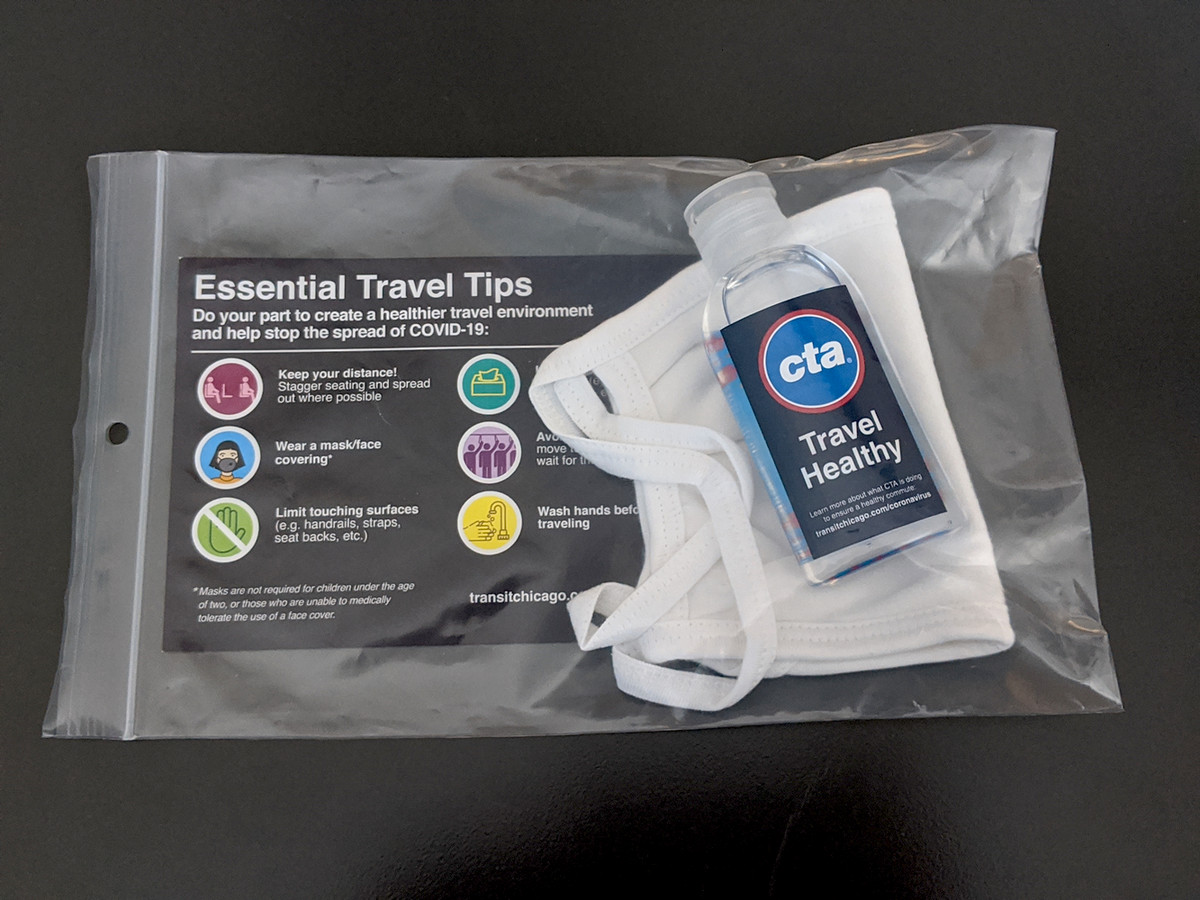 Essential Travel Tips
Do your part to create a healthier travel environment
and help stop the spread of COVID-19:
Keep your distance!
Stagger seating and spread
out where possible
Wear a mask/face
covering*
move
wait for
Limit touching surfaces
(e.g. handrails, straps,
seat backs, etc.)
Wash hands
traveling
*Masks are not required for children under the age
of two, or those who are unable to medically
tolerate the use of a face cover.
transitchicago.
cta®
Travel
Healthy
Learn more about what CTA is doing
to ensure a healthy commute:
transitchicago.com/coronavirus